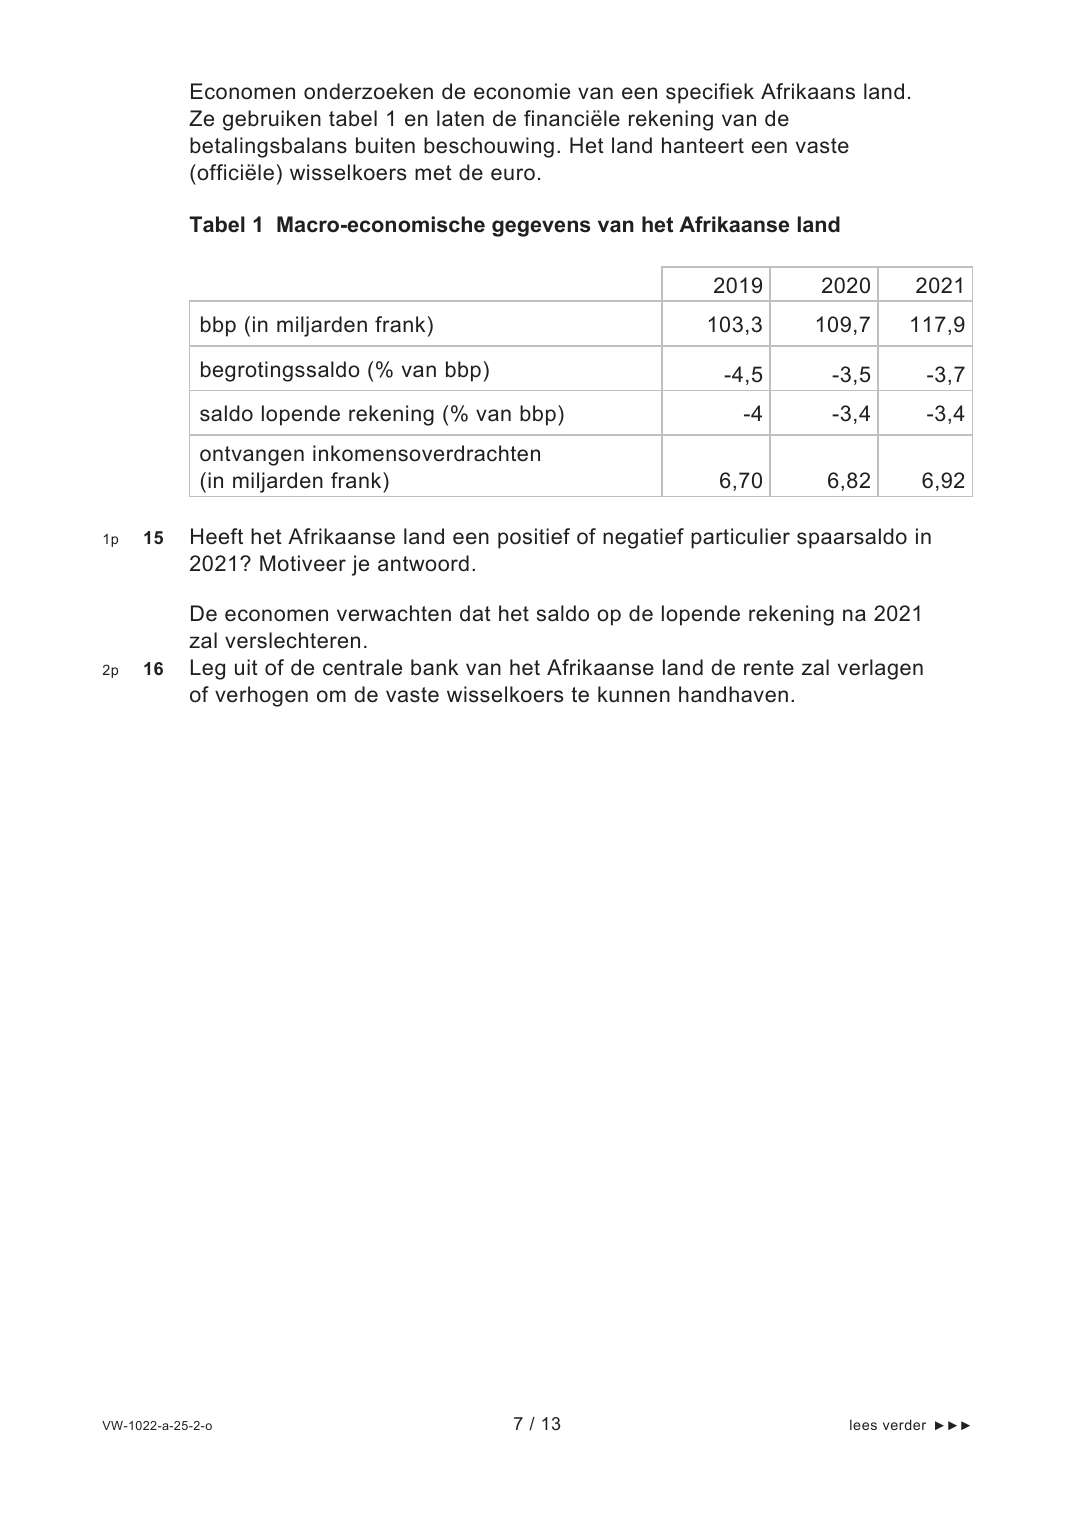 Economen onderzoeken de economie van een specifiek Afrikaans land.
Ze gebruiken tabel 1 en laten de financiële rekening van de
betalingsbalans buiten beschouwing. Het land hanteert een vaste
(officiële) wisselkoers met de euro.
Tabel 1 Macro-economische gegevens van het Afrikaanse land
2019 2020 2021
bbp (in miljarden frank) 103,3 109,7 117,9
begrotingssaldo (% van bbp) -4,5 -3,5 -3,7
saldo lopende rekening (% van bbp) -4 -3,4 -3,4
ontvangen inkomensoverdrachten
(in miljarden frank) 6,70 6,82 6,92
1p 15 Heeft het Afrikaanse land een positief of negatief particulier spaarsaldo in
2021? Motiveer je antwoord.
De economen verwachten dat het saldo op de lopende rekening na 2021
zal verslechteren.
2p 16 Leg uit of de centrale bank van het Afrikaanse land de rente zal verlagen
of verhogen om de vaste wisselkoers te kunnen handhaven.
VW-1022-a-25-2-o 7 / 13 lees verder ►►►